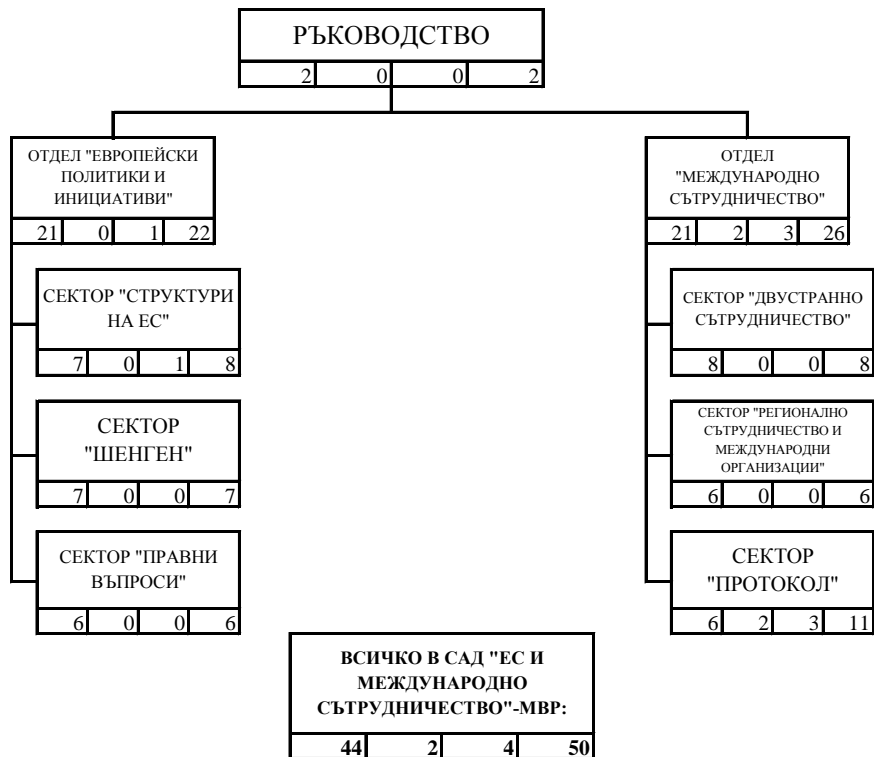 РЪКОВОДСТВО
2 0 0 2
ОТДЕЛ "ЕВРОПЕЙСКИ
ПОЛИТИКИ И
ИНИЦИАТИВИ"
21 0 1 22
СЕКТОР "СТРУКТУРИ
НА ЕС"
7 0 1 8
СЕКТОР
"ШЕНГЕН"
7 0 0 7
СЕКТОР "ПРАВНИ
ВЪПРОСИ"
6 0 0 6
ОТДЕЛ
"МЕЖДУНАРОДНО
СЪТРУДНИЧЕСТВО"
21 2 3 26
СЕКТОР "ДВУСТРАННО
СЪТРУДНИЧЕСТВО"
8 0 0 8
СЕКТОР "РЕГИОНАЛНО
СЪТРУДНИЧЕСТВО И
МЕЖДУНАРОДНИ
ОРГАНИЗАЦИИ"
6 0 0 6
СЕКТОР
"ПРОТОКОЛ"
6 2 3 11
ВСИЧКО В САД "ЕС И
МЕЖДУНАРОДНО
СЪТРУДНИЧЕСТВО"-МВР:
44 2 4 50